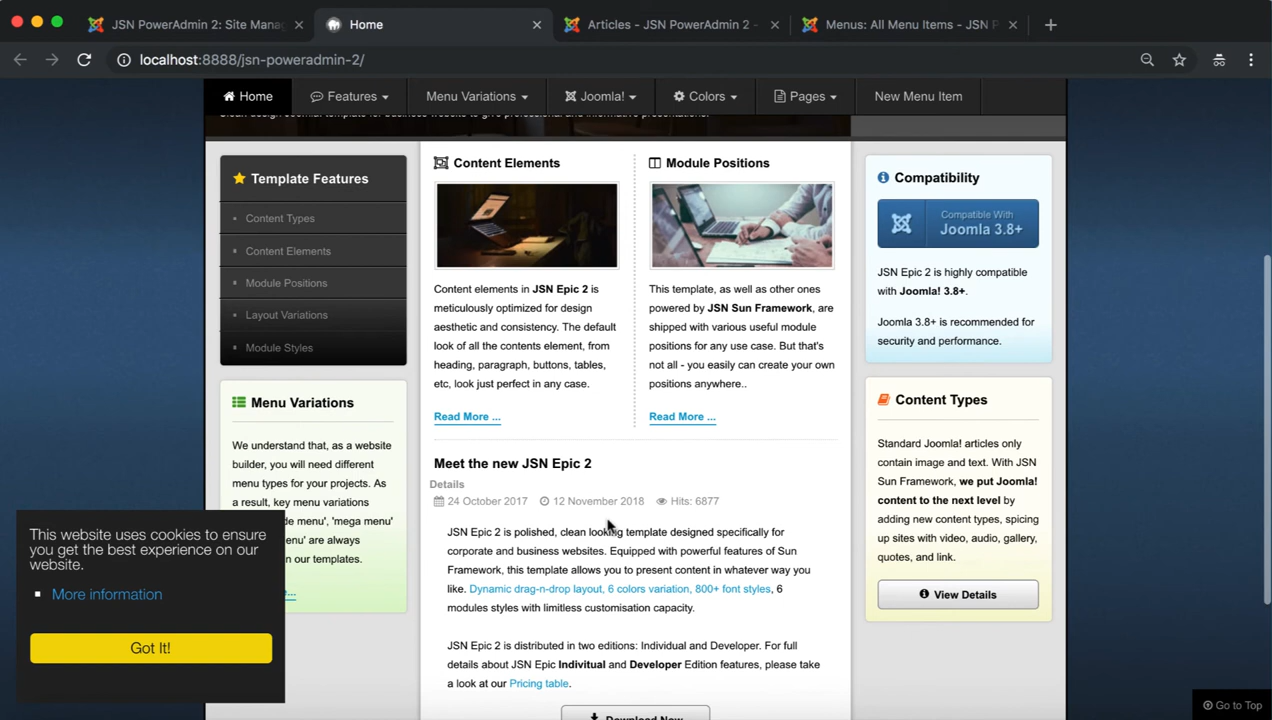 JSN PowerAdmin 2: Site Mana
Home
Articles - JSN PowerAdmin 2 -
Menus: All Menu Items - JSN P
localhost:8888/jsn-poweradmin-2/
Home
Features
Menu Variations
Joomla!
Colors
Pages
New Menu Item
Clean design Joomla! template for business website to give professional and informative presentations.
Template Features
Content Types
Content Elements
Module Positions
Layout Variations
Module Styles
Menu Variations
We understand that, as a website
builder, you will need different
menu types for your projects. As
a result, key menu variations
de menu', 'mega menu'
enu' are always
n our templates.
This website uses cookies to ensure
you get the best experience on our
website.
More information
Got It!
Content Elements
Content elements in JSN Epic 2 is
meticulously optimized for design
aesthetic and consistency. The default
look of all the contents element, from
heading, paragraph, buttons, tables,
etc, look just perfect in any case.
Read More ...
Module Positions
This template, as well as other ones
powered by JSN Sun Framework, are
shipped with various useful module
positions for any use case. But that's
not all - you easily can create your own
positions anywhere..
Read More ...
Meet the new JSN Epic 2
Details
24 October 2017 12 November 2018 Hits: 6877
JSN Epic 2 is polished, clean looking template designed specifically for
corporate and business websites. Equipped with powerful features of Sun
Framework, this template allows you to present content in whatever way you
like. Dynamic drag-n-drop layout, 6 colors variation, 800+ font styles, 6
modules styles with limitless customisation capacity.
JSN Epic 2 is distributed in two editions: Individual and Developer. For full
details about JSN Epic Indivitual and Developer Edition features, please take
a look at our Pricing table.
Download Now
Compatibility
Compatible With
Joomla 3.8+
JSN Epic 2 is highly compatible
with Joomla! 3.8+.
Joomla 3.8+ is recommended for
security and performance.
Content Types
Standard Joomla! articles only
contain image and text. With JSN
Sun Framework, we put Joomla!
content to the next level by
adding new content types, spicing
up sites with video, audio, gallery,
quotes, and link.
View Details
Go to Top